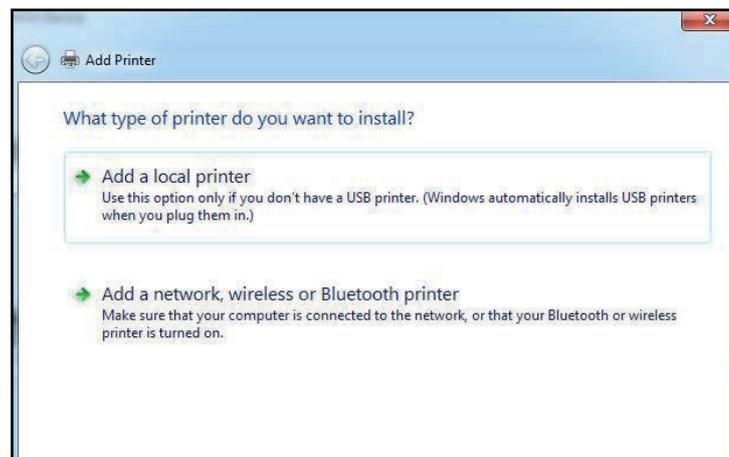 Add Printer
What type of printer do you want to install?
Add a local printer
Use this option only if you don't have a USB printer. (Windows automatically installs USB printers
when you plug them in.)
Add a network, wireless or Bluetooth printer
Make sure that your computer is connected to the network, or that your Bluetooth or wireless
printer is turned on.